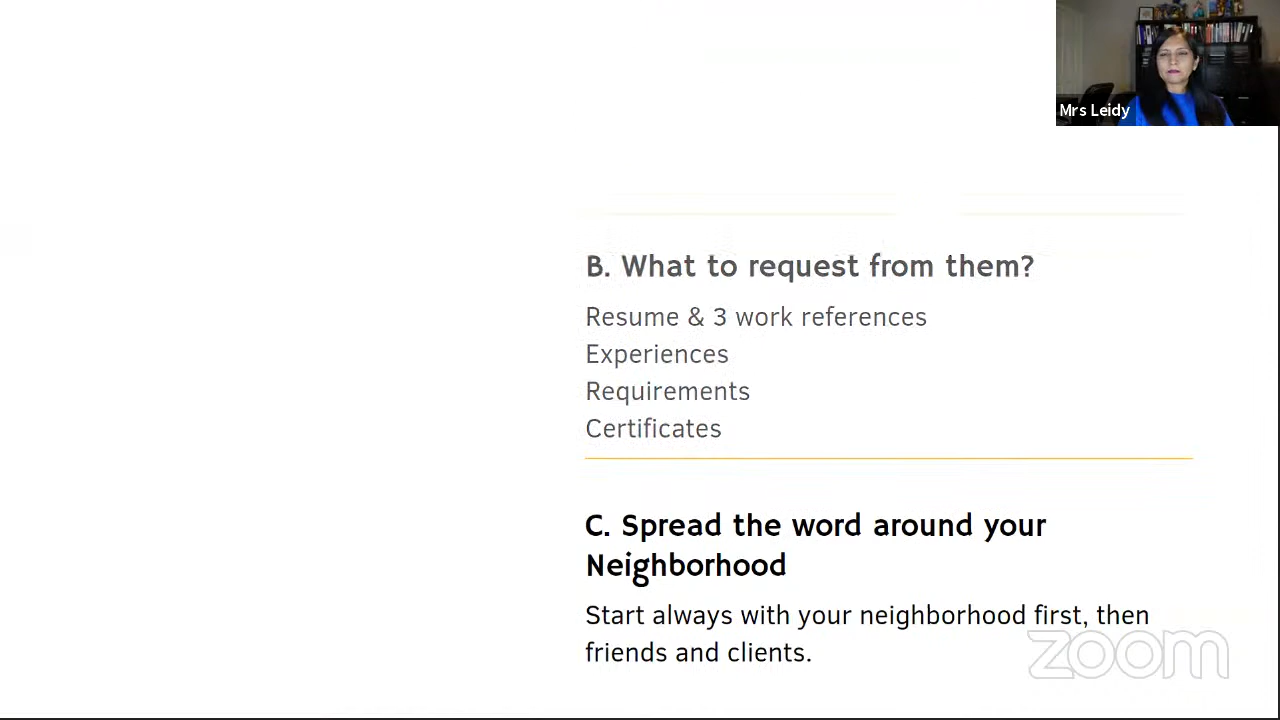 Mrs Leidy
B. What to request from them?
Resume & 3 work references
Experiences
Requirements
Certificates
C. Spread the word around your
Neighborhood
Start always with your neighborhood first, then
friends and clients.
zoom